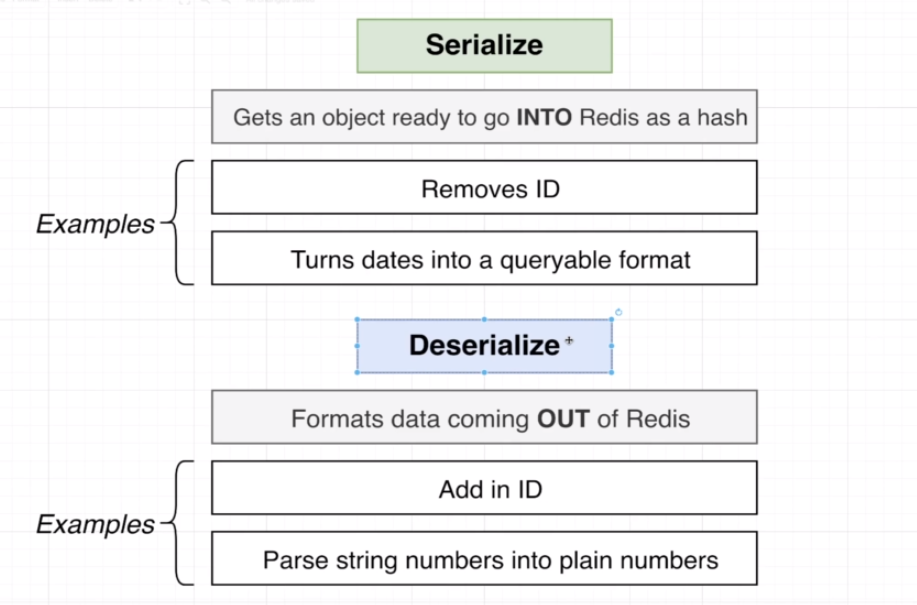 Serialize
Gets an object ready to go INTO Redis as a hash
Examples
Removes ID
Turns dates into a queryable format
Deserialize
Formats data coming OUT of Redis
Examples
Add in ID
Parse string numbers into plain numbers